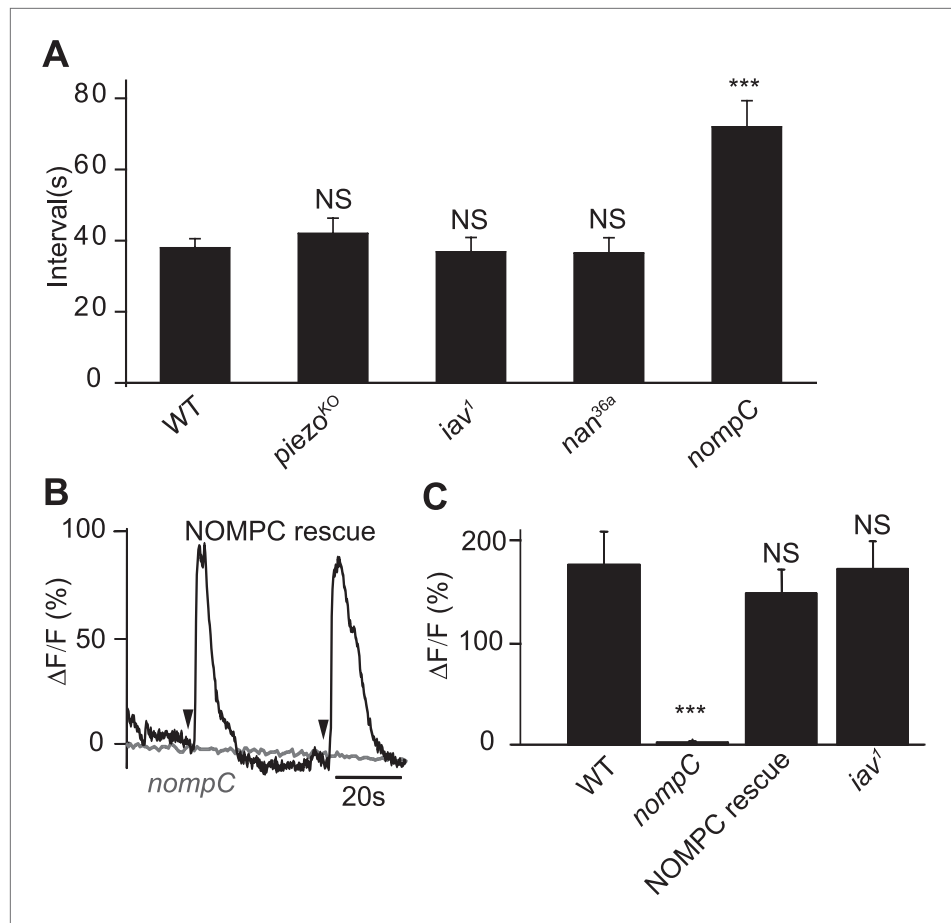 A
Interval(s)
80
60
40
20
0
NS
NS
NS
***
WT
piezoᴷᴼ
iav¹
nan³⁶ᵃ
nompC
B
ΔF/F (%)
100
50
0
NOMPC rescue
nompC
20s
C
ΔF/F (%)
200
100
0
***
NS
NS
WT
nompC
NOMPC rescue
iav¹